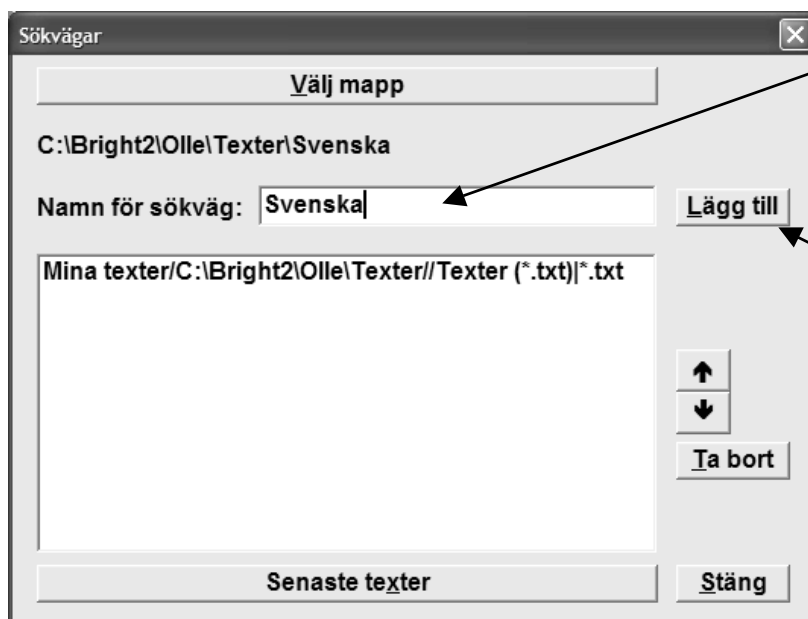 Sökvägar
Välj mapp
C:\Bright2\Olle\Texter\Svenska
Namn för sökväg: Svenska Lägg till
Mina texter/C:\Bright2\Olle\Texter//Texter (*.txt)|*.txt
Ta bort
Senaste texter Stäng